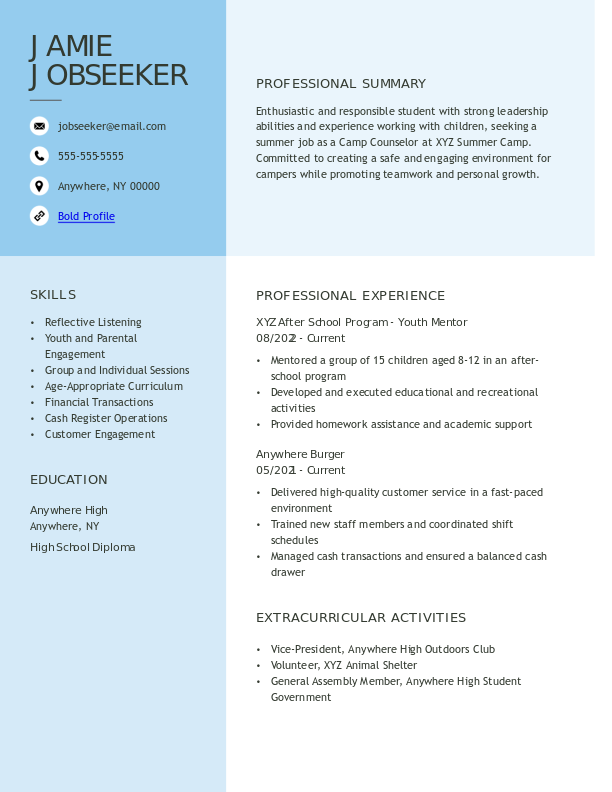 JAMIE
JOBSEEKER
jobseeker@email.com
555-555-5555
Anywhere, NY 00000
Bold Profile
PROFESSIONAL SUMMARY
Enthusiastic and responsible student with strong leadership
abilities and experience working with children, seeking a
summer job as a Camp Counselor at XYZ Summer Camp.
Committed to creating a safe and engaging environment for
campers while promoting teamwork and personal growth.
SKILLS
• Reflective Listening
• Youth and Parental
Engagement
• Group and Individual Sessions
• Age-Appropriate Curriculum
• Financial Transactions
• Cash Register Operations
• Customer Engagement
EDUCATION
Anywhere High
Anywhere, NY
High School Diploma
PROFESSIONAL EXPERIENCE
XYZ After School Program - Youth Mentor
08/2022 - Current
• Mentored a group of 15 children aged 8-12 in an after-
school program
• Developed and executed educational and recreational
activities
• Provided homework assistance and academic support
Anywhere Burger
05/2021 - Current
• Delivered high-quality customer service in a fast-paced
environment
• Trained new staff members and coordinated shift
schedules
• Managed cash transactions and ensured a balanced cash
drawer
EXTRACURRICULAR ACTIVITIES
• Vice-President, Anywhere High Outdoors Club
• Volunteer, XYZ Animal Shelter
• General Assembly Member, Anywhere High Student
Government